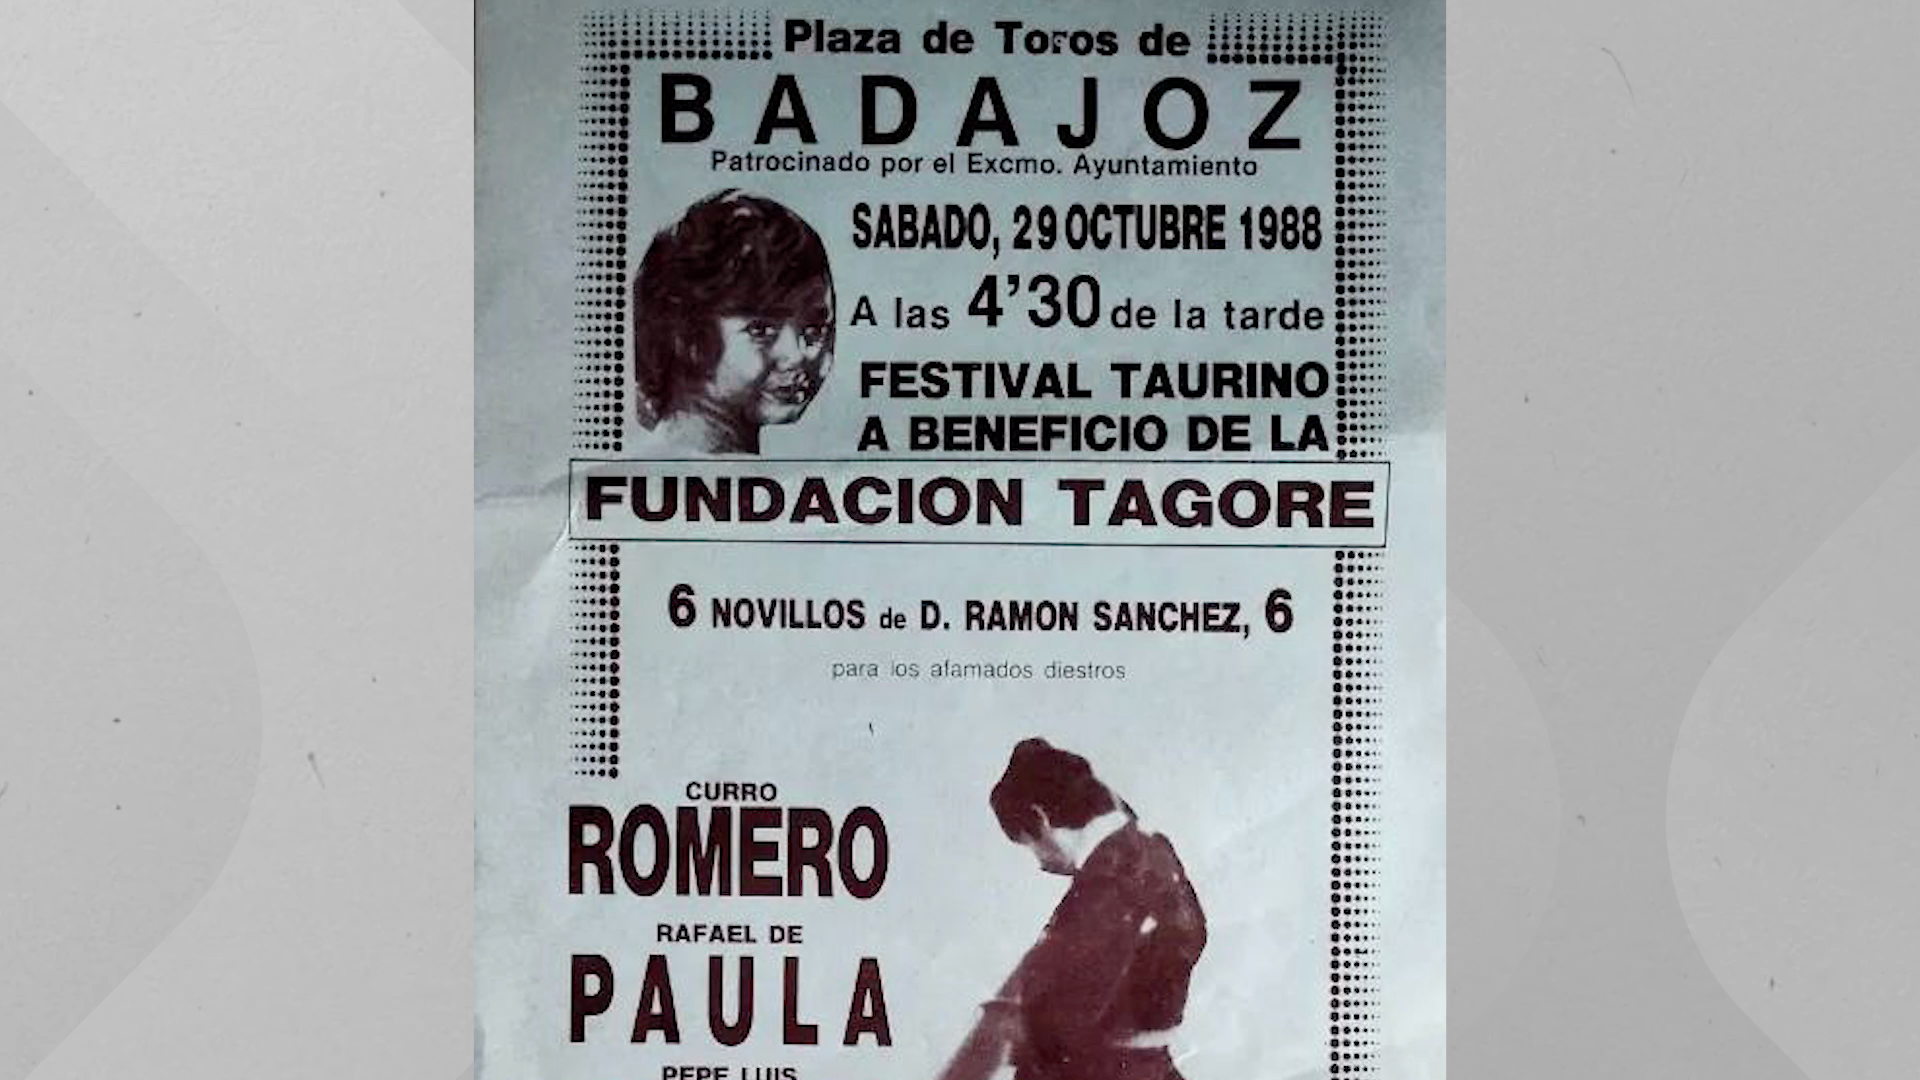 Plaza de Toros de
BADAJOZ
Patrocinado por el Excmo. Ayuntamiento
SABADO, 29 OCTUBRE 1988
A las 4'30 de la tarde
FESTIVAL TAURINO
A BENEFICIO DE LA
FUNDACION TAGORE
6 NOVILLOS de D. RAMON SANCHEZ, 6
para los afamados diestros
CURRO
ROMERO
RAFAEL DE
PAULA
PEPE LUIS